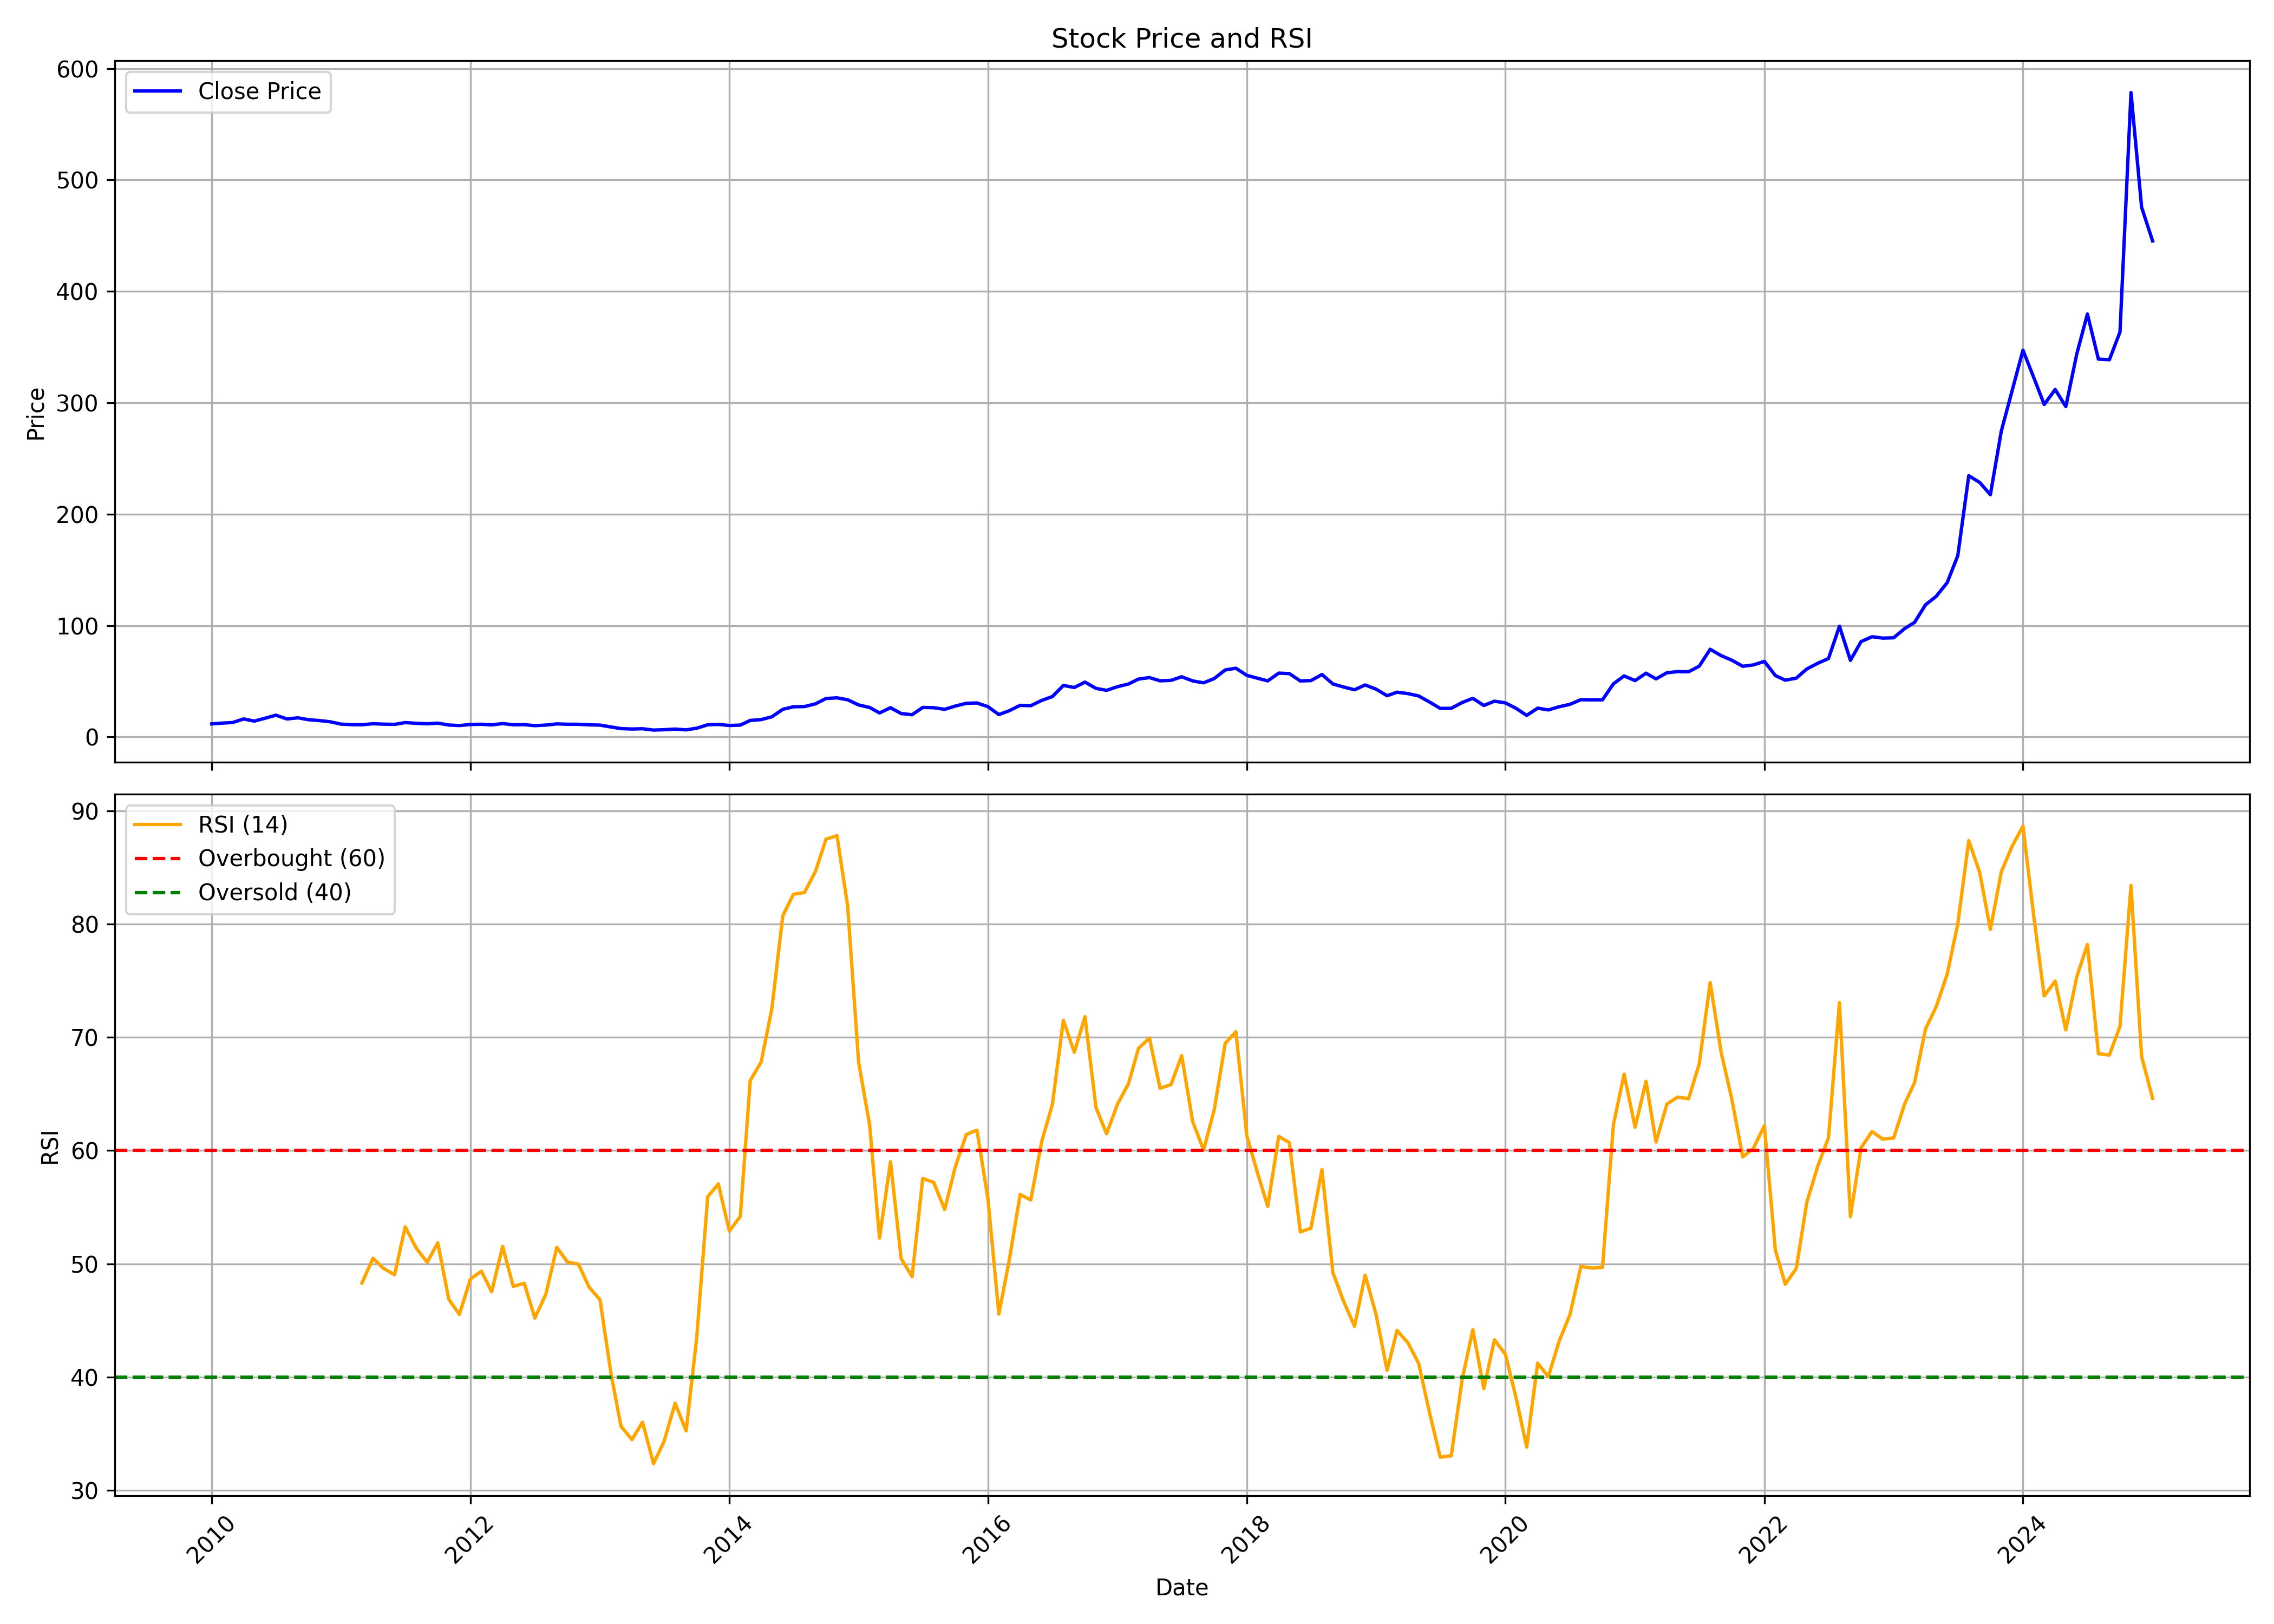 Stock Price and RSI
600
500
400
300
200
100
0
Price
Close Price
90
80
70
60
50
40
30
RSI
RSI (14)
Overbought (60)
Oversold (40)
2010
2012
2014
2016
2018
2020
2022
2024
Date